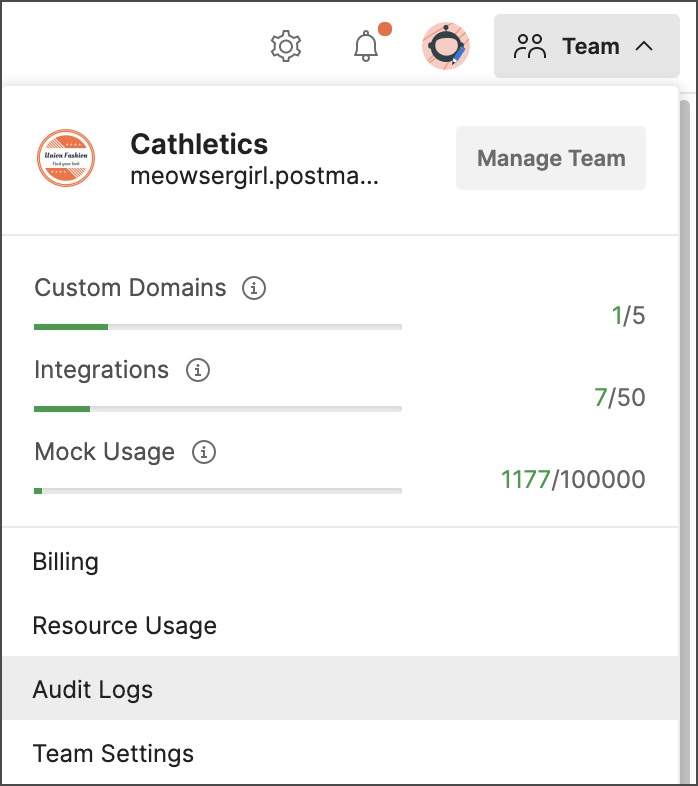 Team
Union Fashion
Find your look
Cathletics
meowsergirl.postma...
Manage Team
Custom Domains
1/5
Integrations
7/50
Mock Usage
1177/100000
Billing
Resource Usage
Audit Logs
Team Settings